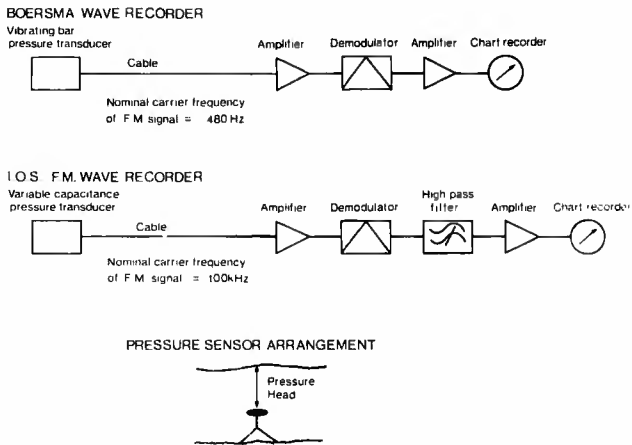 BOERSMA WAVE RECORDER
Vibrating bar
pressure transducer
Cable
Amplifier
Demodulator
Amplifier
Chart recorder
Nominal carrier frequency
of FM signal = 480 Hz
I.O.S. FM. WAVE RECORDER
Variable capacitance
pressure transducer
Cable
Amplifier
Demodulator
High pass
filter
Amplifier
Chart recorder
Nominal carrier frequency
of FM signal = 100kHz
PRESSURE SENSOR ARRANGEMENT
Pressure
Head